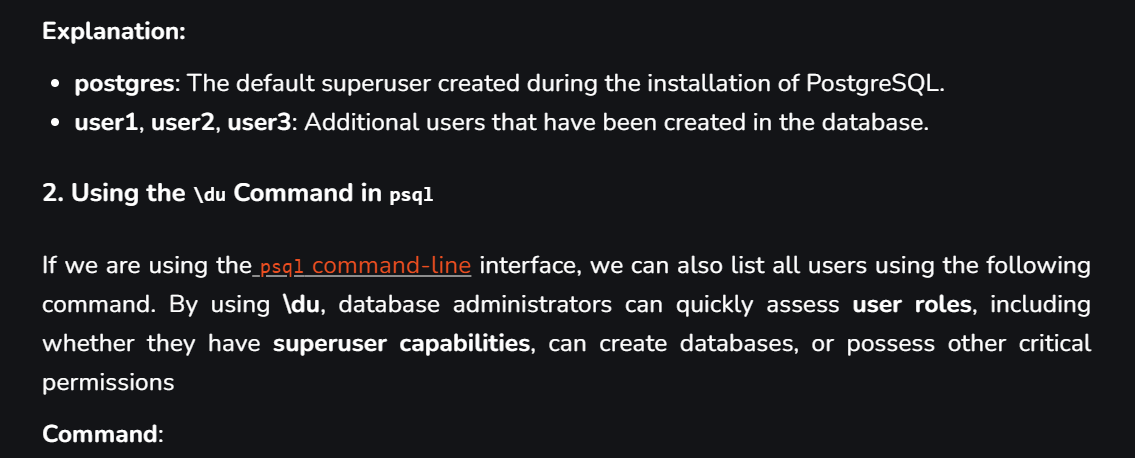 Explanation:
• postgres: The default superuser created during the installation of PostgreSQL.
• user1, user2, user3: Additional users that have been created in the database.
2. Using the \du Command in psql
If we are using the psql command-line interface, we can also list all users using the following
command. By using \du, database administrators can quickly assess user roles, including
whether they have superuser capabilities, can create databases, or possess other critical
permissions
Command: